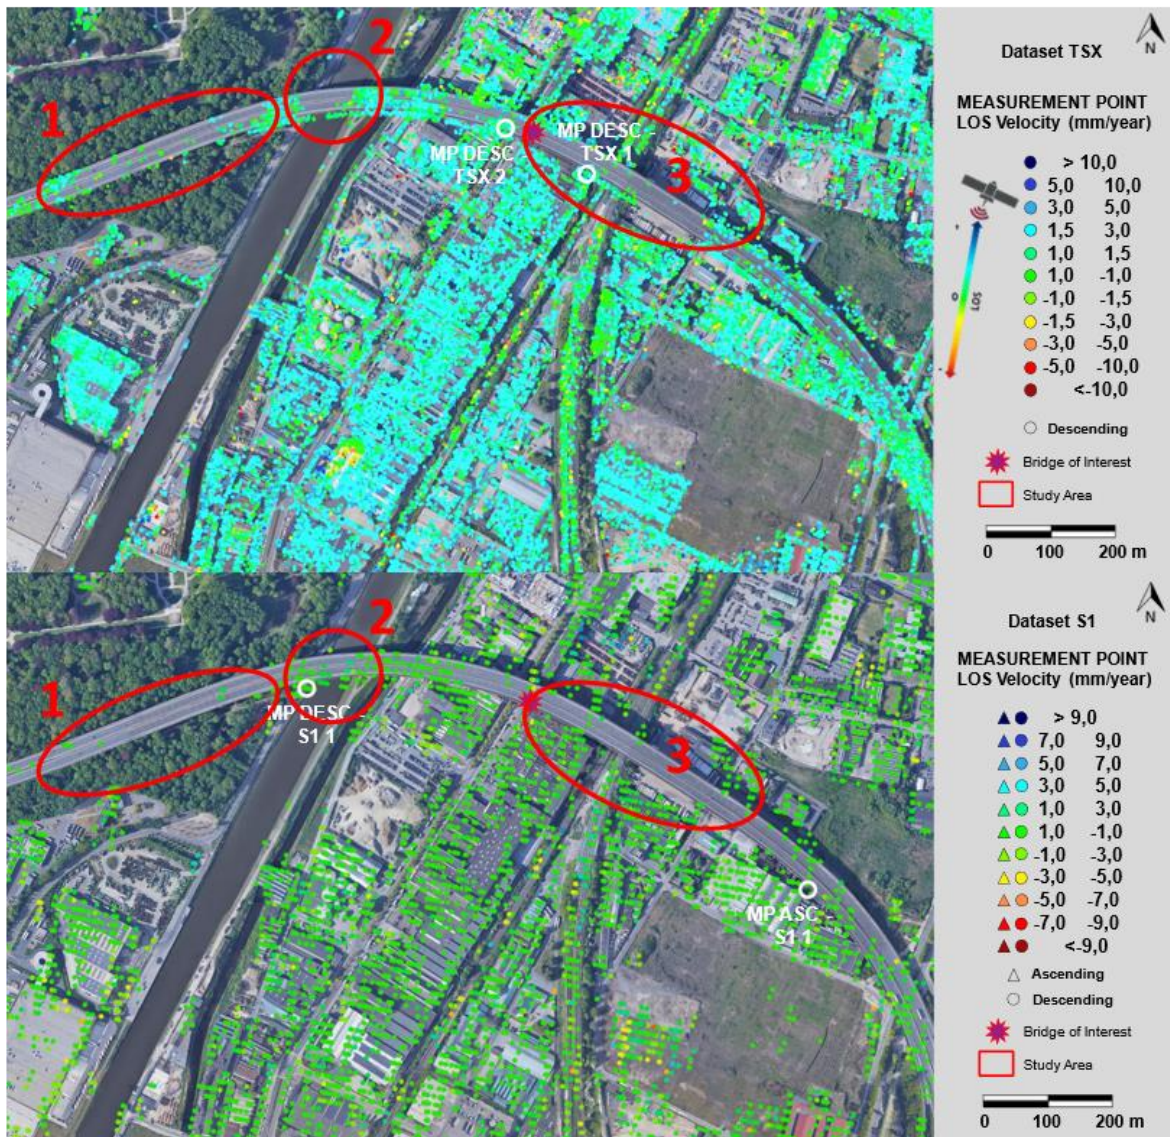 1
2
3
MP DESC -
TSX 2
MP DESC -
TSX 1
N
Dataset TSX
MEASUREMENT POINT
LOS Velocity (mm/year)
> 10,0
5,0 10,0
3,0 5,0
1,5 3,0
1,0 1,5
1,0 -1,0
-1,0 -1,5
-1,5 -3,0
-3,0 -5,0
-5,0 -10,0
<-10,0
+
0
LOS
-
Descending
Bridge of Interest
Study Area
0 100 200 m
1
2
3
MP DESC -
S1 1
MP ASC -
S1 1
N
Dataset S1
MEASUREMENT POINT
LOS Velocity (mm/year)
> 9,0
7,0 9,0
5,0 7,0
3,0 5,0
1,0 3,0
1,0 -1,0
-1,0 -3,0
-3,0 -5,0
-5,0 -7,0
-7,0 -9,0
<-9,0
Ascending
Descending
Bridge of Interest
Study Area
0 100 200 m